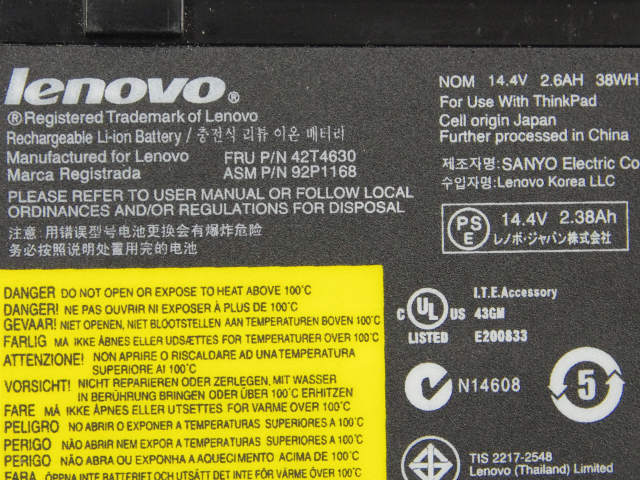 lenovo®
®Registered Trademark of Lenovo
Rechargeable Li-ion Battery / 충전식 리튬 이온 배터리
Manufactured for Lenovo FRU P/N 42T4630
Marca Registrada ASM P/N 92P1168
PLEASE REFER TO USER MANUAL OR FOLLOW LOCAL
ORDINANCES AND/OR REGULATIONS FOR DISPOSAL
注意: 用错误型号电池更换会有爆炸危险
务必按照说明处置用完的电池
NOM 14.4V 2.6AH 38WH
For Use With ThinkPad
Cell origin Japan
Further processed in China
제조자명: SANYO Electric Co
수입자명: Lenovo Korea LLC
PS
E
14.4V 2.38Ah
レノボ・ジャパン株式会社
DANGER DO NOT OPEN OR EXPOSE TO HEAT ABOVE 100°C
DANGER! NE PAS OUVRIR NI EXPOSER À PLUS DE 100°C
GEVAAR! NIET OPENEN, NIET BLOOTSTELLEN AAN TEMPERATUREN BOVEN 100°C
FARLIG MÅ IKKE ÅBNES ELLER UDSÆTTES FOR TEMPERATURER OVER 100°C
ATTENZIONE! NON APRIRE O RISCALDARE AD UNA TEMPERATURA
SUPERIORE AI 100°C
VORSICHT! NICHT REPARIEREN ODER ZERLEGEN, MIT WASSER
IN BERÜHRUNG BRINGEN ODER ÜBER 100°C ERHITZEN
FARE MÅ IKKE ÅPNES ELLER UTSETTES FOR VARME OVER 100°C
PELIGRO NO ABRIR O EXPONER A TEMPERATURAS SUPERIORES A 100°C
PERIGO NÃO ABRIR NEM EXPOR A TEMPERATURAS SUPERIORES A 100°C
PERIGO NÃO ABRA OU EXPONHA A AQUECIMENTO ACIMA DE 100°C
FARA ÖPPNA INTE BATTERIET OCH UTSÄTT DET INTE FÖR VÄRME ÖVER 100°C
c UL US
LISTED
I.T.E. Accessory
43GM
E200833
N14608
5
TIS 2217-2548
Lenovo (Thailand) Limited